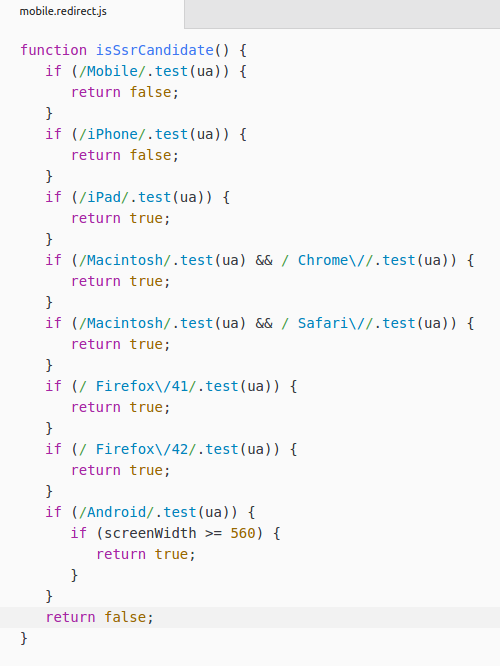 mobile.redirect.js
function isSsrCandidate() {
   if (/Mobile/.test(ua)) {
      return false;
   }
   if (/iPhone/.test(ua)) {
      return false;
   }
   if (/iPad/.test(ua)) {
      return true;
   }
   if (/Macintosh/.test(ua) && / Chrome\//.test(ua)) {
      return true;
   }
   if (/Macintosh/.test(ua) && / Safari\//.test(ua)) {
      return true;
   }
   if (/ Firefox\/41/.test(ua)) {
      return true;
   }
   if (/ Firefox\/42/.test(ua)) {
      return true;
   }
   if (/Android/.test(ua)) {
      if (screenWidth >= 560) {
         return true;
      }
   }
   return false;
}